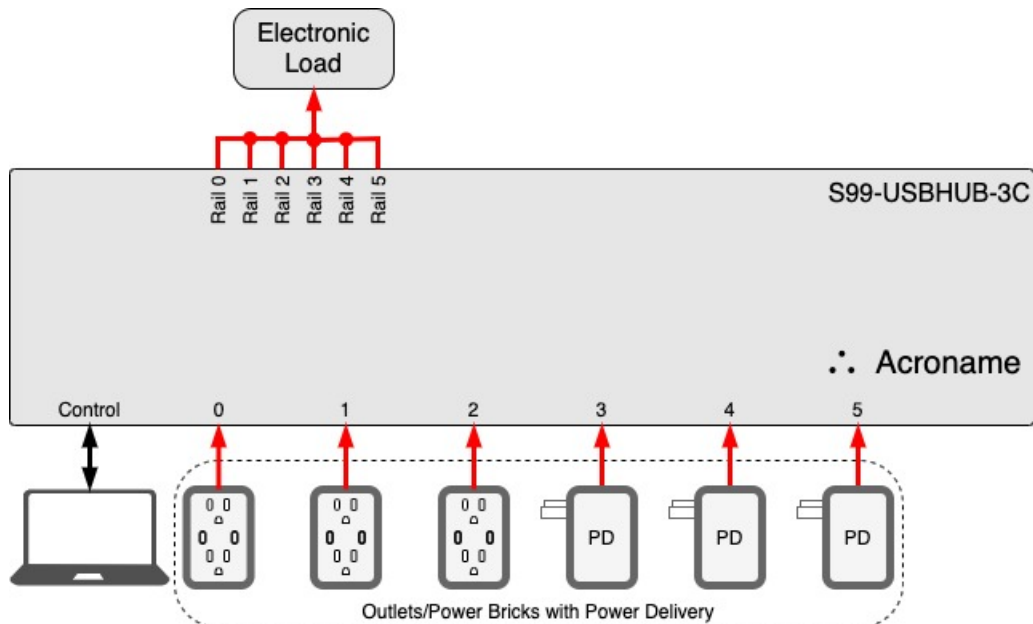 Electronic
Load
Rail 0
Rail 1
Rail 2
Rail 3
Rail 4
Rail 5
S99-USBHUB-3C
Acroname
Control 0 1 2 3 4 5
PD PD PD
Outlets/Power Bricks with Power Delivery